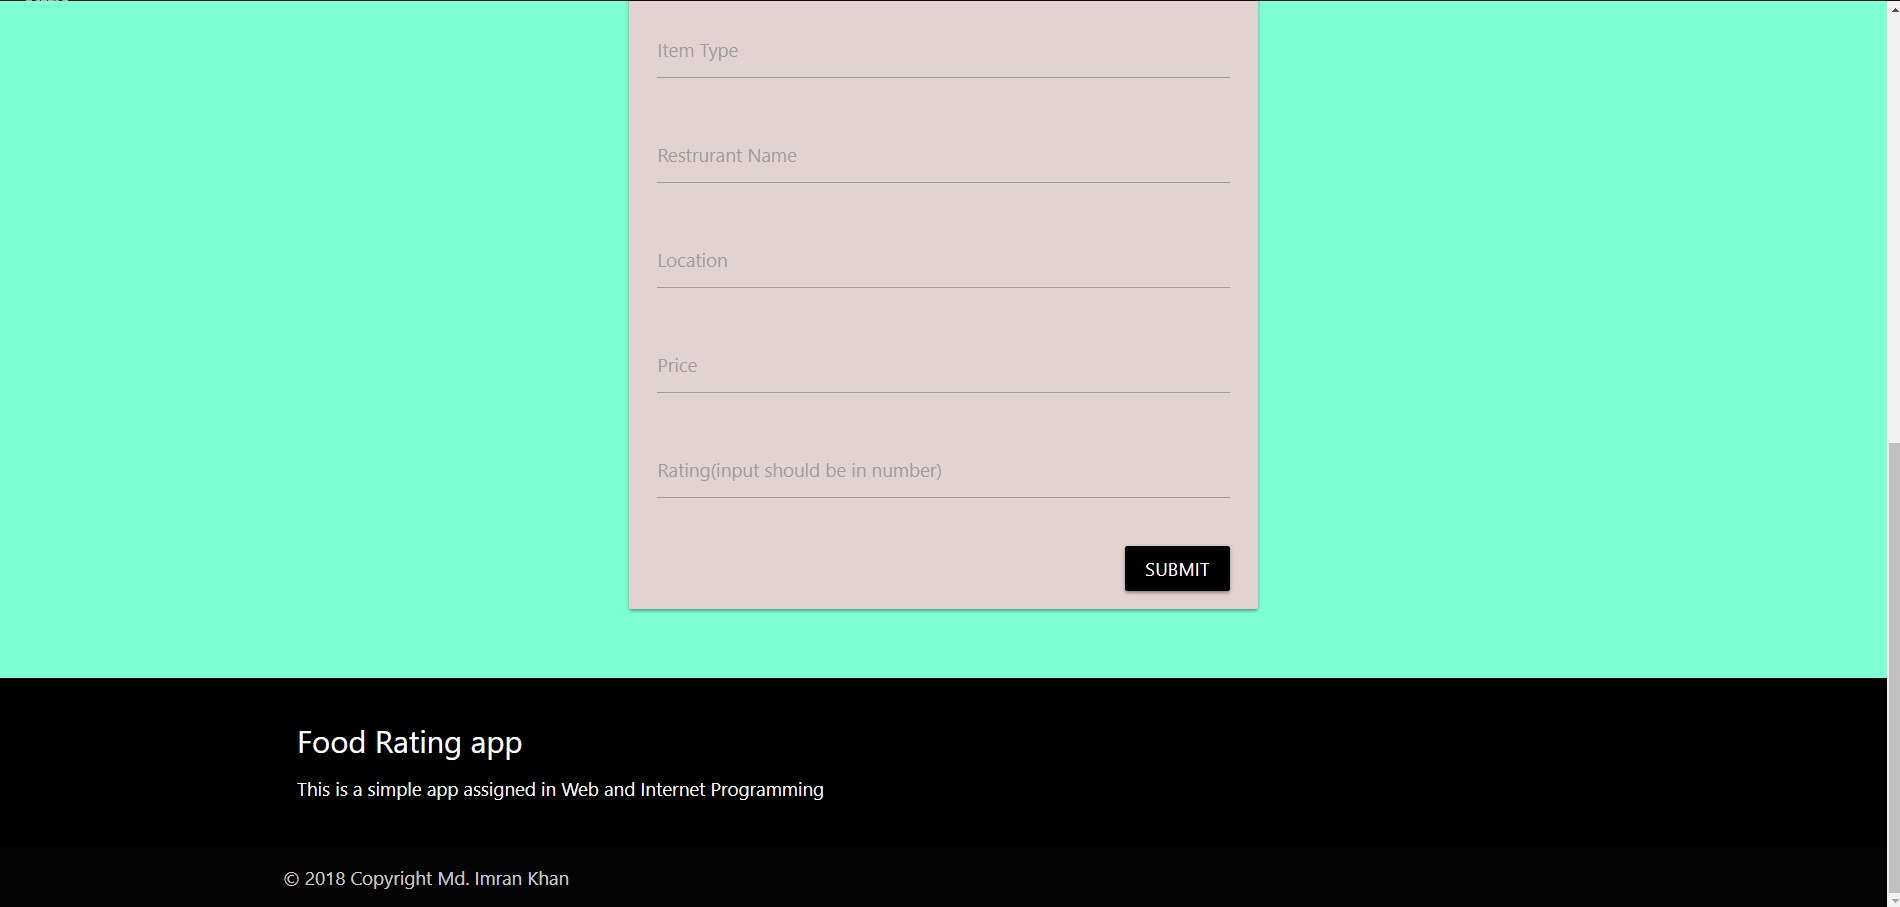 Item Type
Restrurant Name
Location
Price
Rating(input should be in number)
SUBMIT
Food Rating app
This is a simple app assigned in Web and Internet Programming
© 2018 Copyright Md. Imran Khan